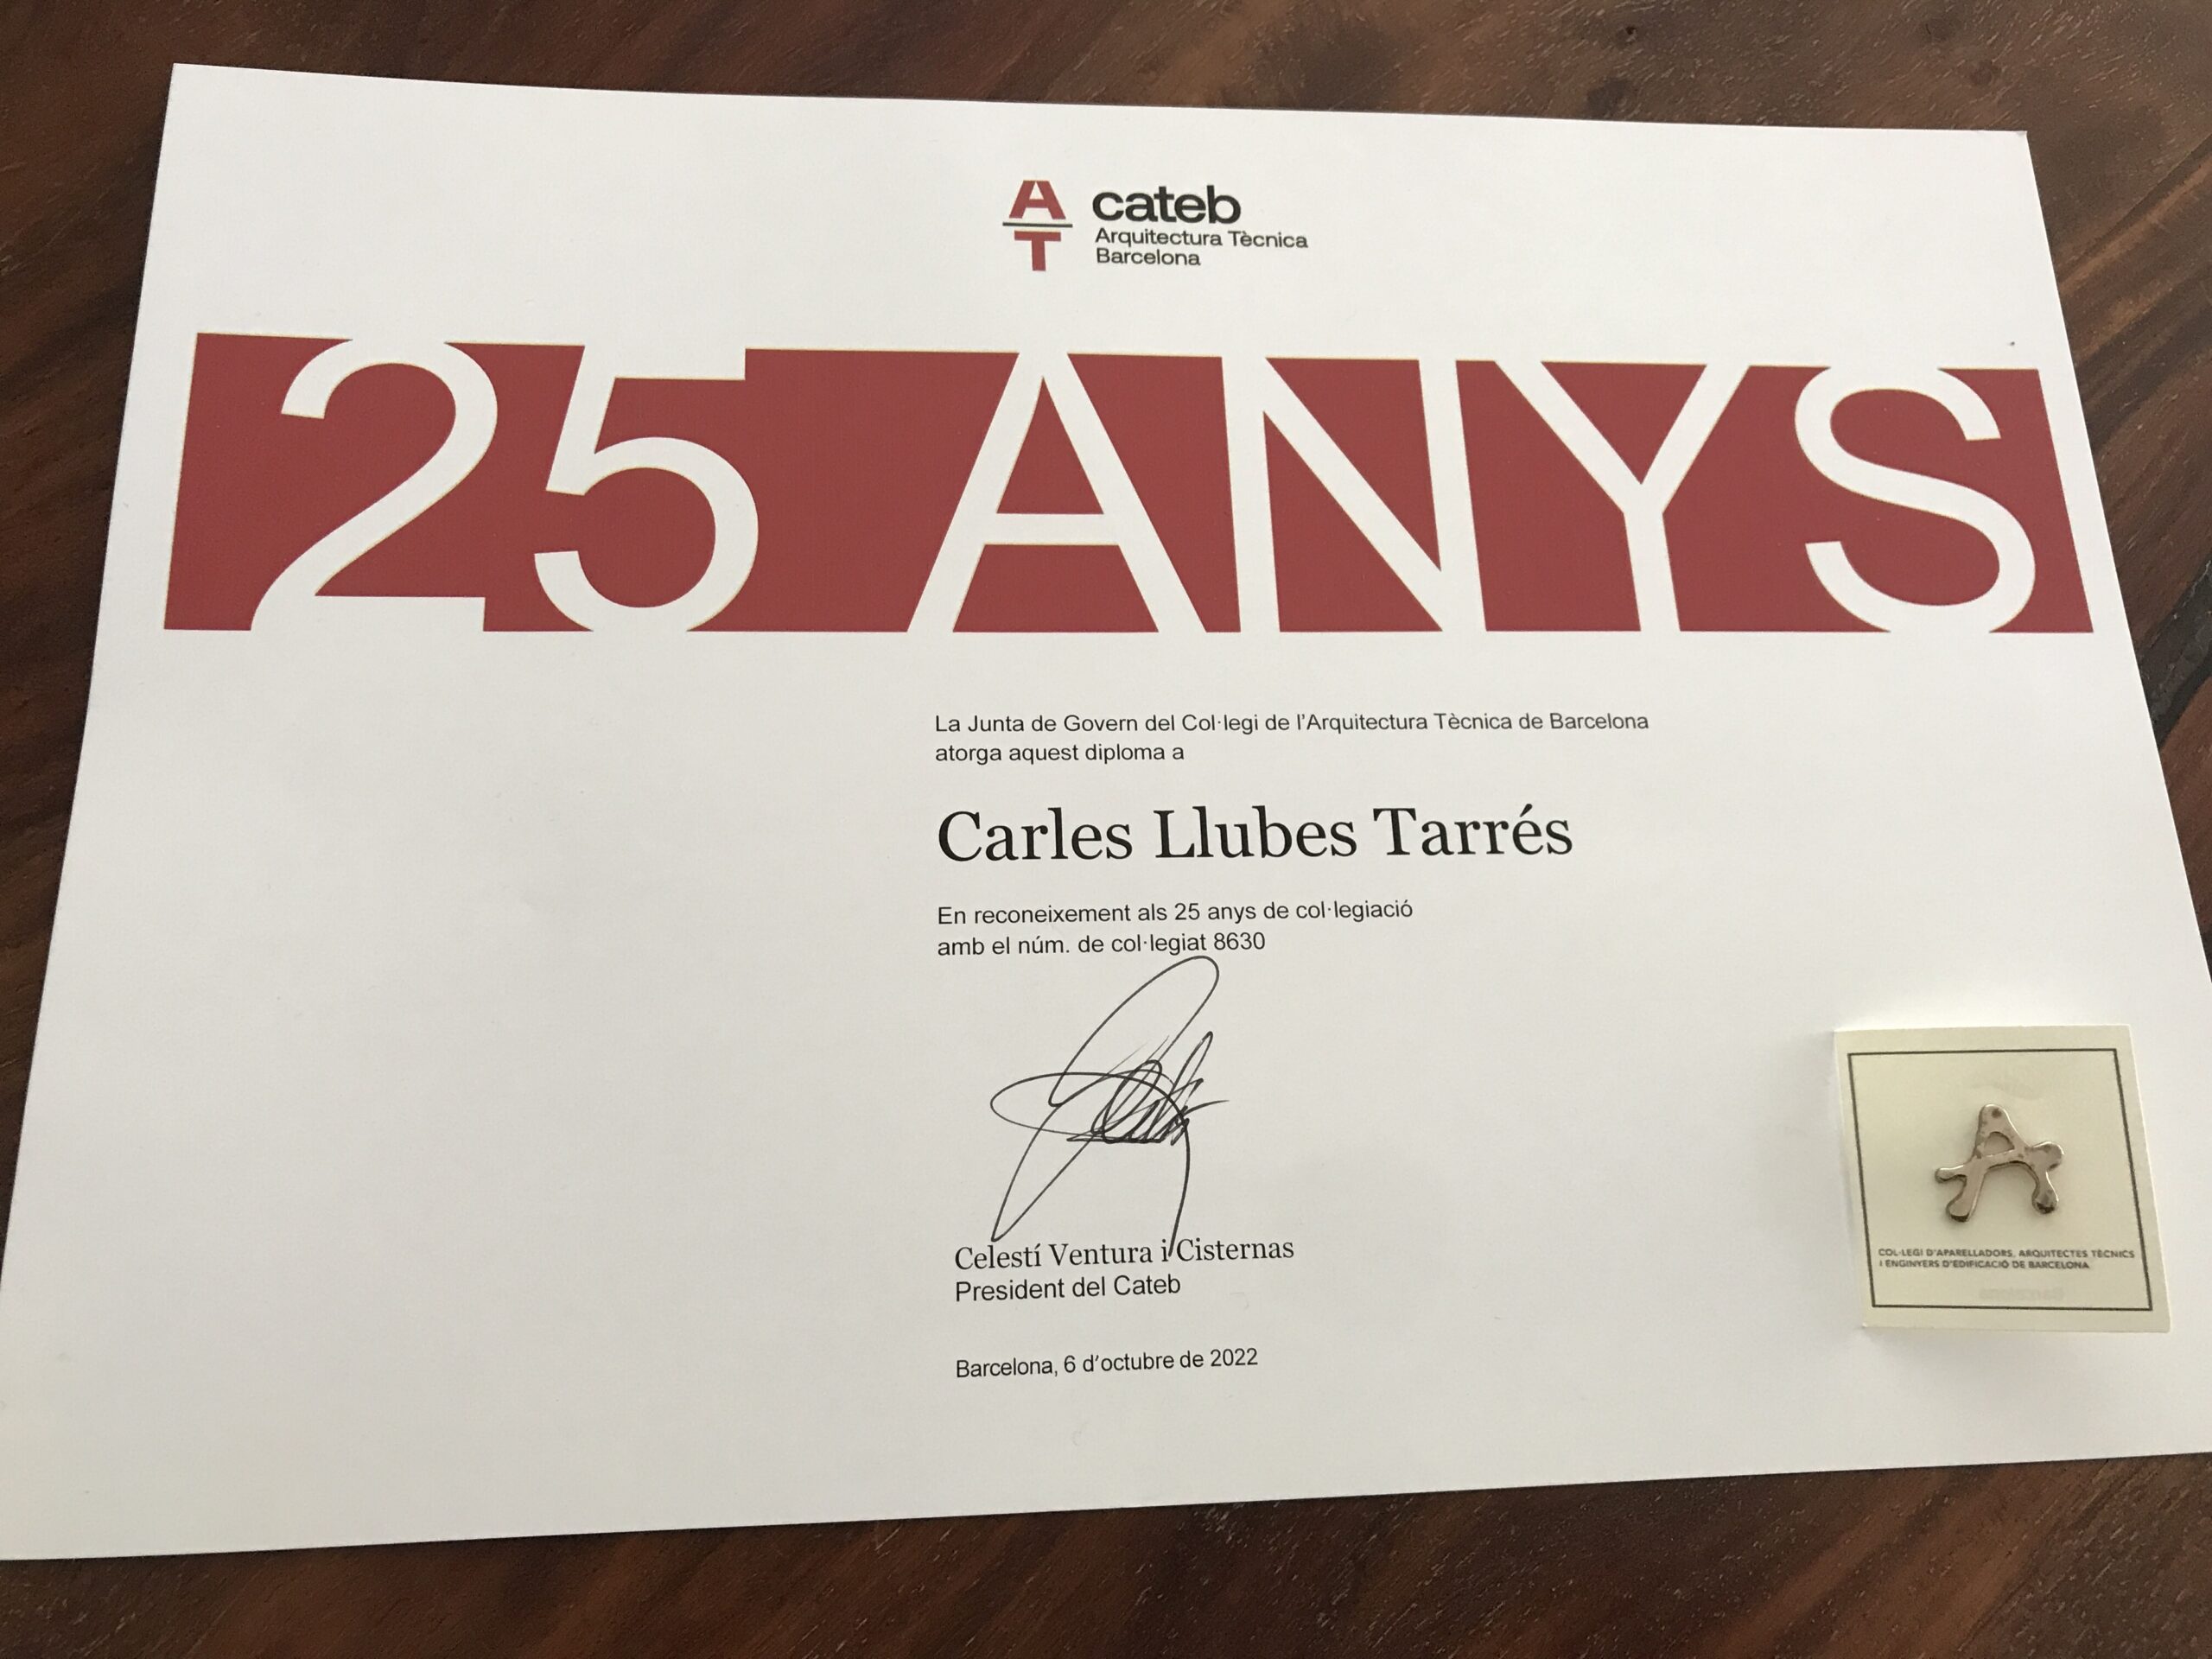 A
T
cateb
Arquitectura Tècnica
Barcelona
25 ANYS
La Junta de Govern del Col·legi de l'Arquitectura Tècnica de Barcelona
atorga aquest diploma a
Carles Llubes Tarrés
En reconeixement als 25 anys de col·legiació
amb el núm. de col·legiat 8630
Celestí Ventura i Cisternas
President del Cateb
Barcelona, 6 d'octubre de 2022
A
COL·LEGI D'APARELLADORS, ARQUITECTES TÈCNICS
I ENGINYERS D'EDIFICACIÓ DE BARCELONA